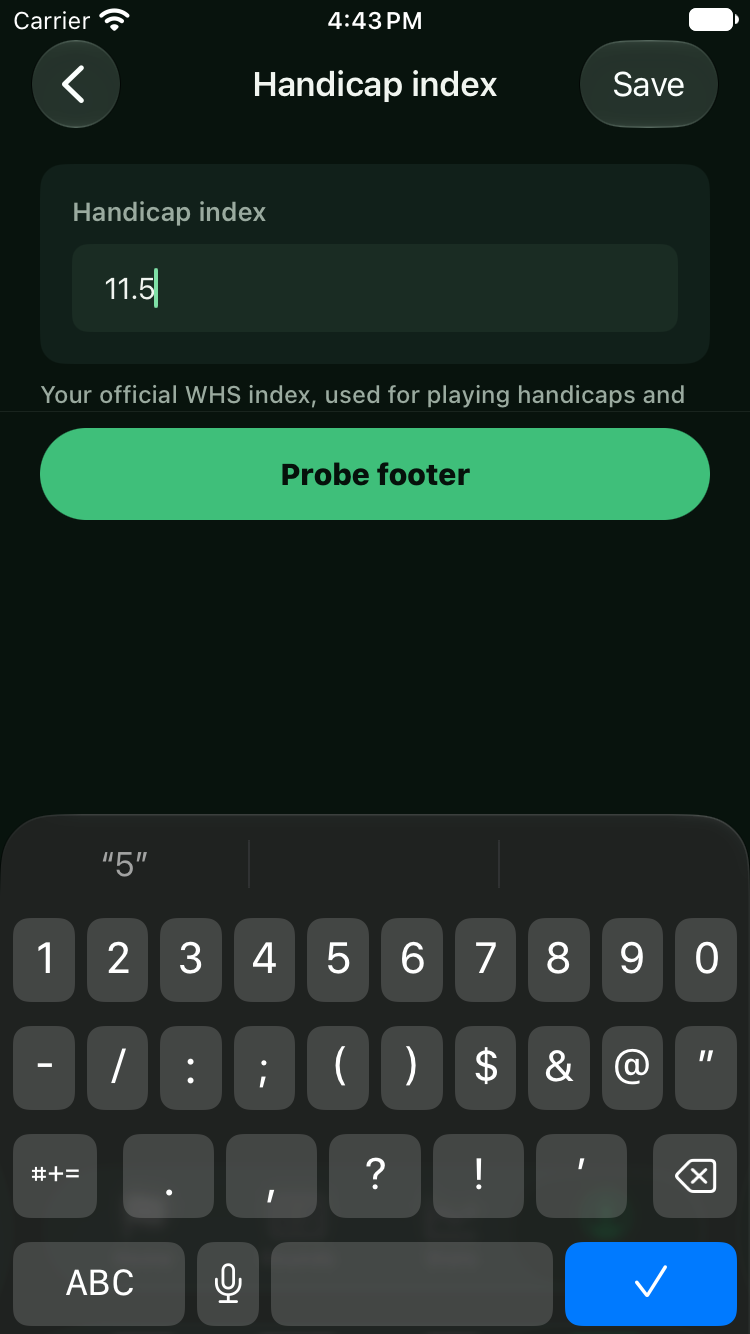 Carrier 4:43 PM
Handicap index Save
Handicap index
11.5
Your official WHS index, used for playing handicaps and
Probe footer
“5”
1 2 3 4 5 6 7 8 9 0
- / : ; ( ) $ & @ "
#+= . , ? ! '
ABC